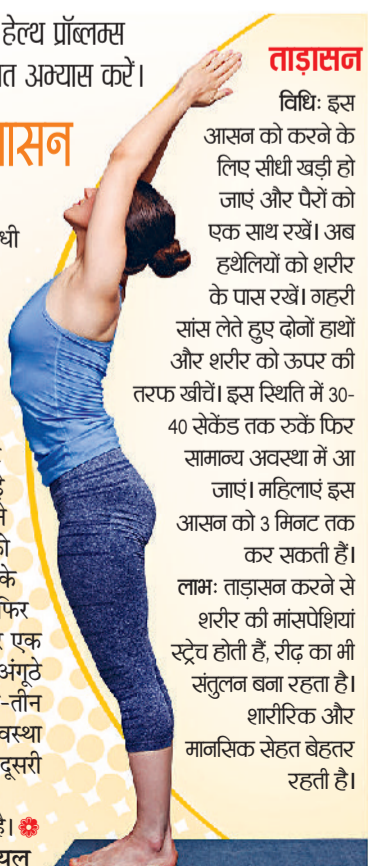 हेल्थ प्रॉब्लम्स
अभ्यास करें।
ताड़ासन
विधिः इस
आसन को करने के
लिए सीधी खड़ी हो
जाएं और पैरों को
एक साथ रखें। अब
हथेलियों को शरीर
के पास रखें। गहरी
सांस लेते हुए दोनों हाथों
और शरीर को ऊपर की
तरफ खीचें। इस स्थिति में 30-
40 सेकेंड तक रुकें फिर
सामान्य अवस्था में आ
जाएं। महिलाएं इस
आसन को 3 मिनट तक
कर सकती हैं।
लाभः ताड़ासन करने से
शरीर की मांसपेशियां
स्ट्रेच होती हैं, रीढ़ का भी
संतुलन बना रहता है।
शारीरिक और
मानसिक सेहत बेहतर
रहती है।
के
फिर
एक
अंगूठे
-तीन
दूसरी